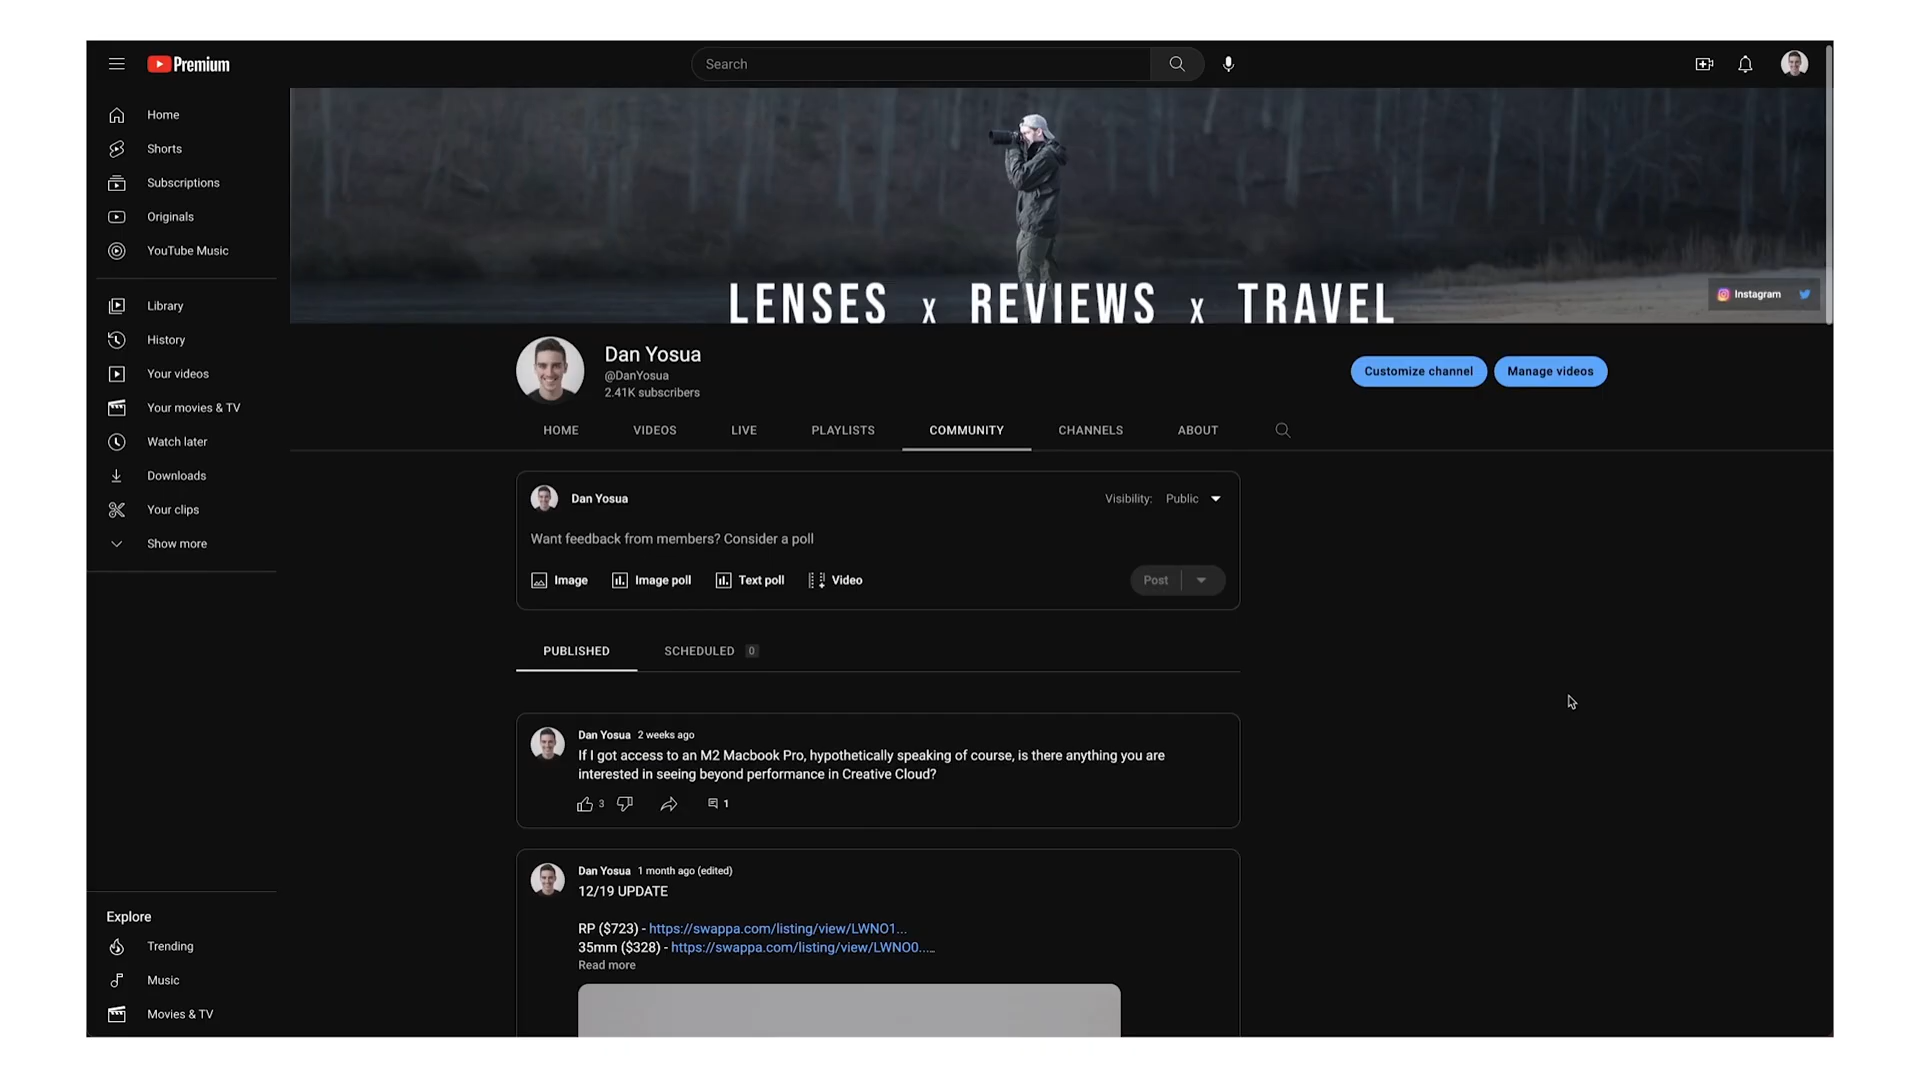 Premium
Search
Home
Shorts
Subscriptions
Originals
YouTube Music
Library
History
Your videos
Your movies & TV
Watch later
Downloads
Your clips
Show more
Explore
Trending
Music
Movies & TV
LENSES x REVIEWS x TRAVEL
Instagram
Dan Yosua
@DanYosua
2.41K subscribers
Customize channel
Manage videos
HOME
VIDEOS
LIVE
PLAYLISTS
COMMUNITY
CHANNELS
ABOUT
Dan Yosua
Visibility: Public
Want feedback from members? Consider a poll
Image
Image poll
Text poll
Video
Post
PUBLISHED
SCHEDULED 0
Dan Yosua 2 weeks ago
If I got access to an M2 Macbook Pro, hypothetically speaking of course, is there anything you are
interested in seeing beyond performance in Creative Cloud?
3
1
Dan Yosua 1 month ago (edited)
12/19 UPDATE
RP ($723) - https://swappa.com/listing/view/LWNO1...
35mm ($328) - https://swappa.com/listing/view/LWNO0......
Read more